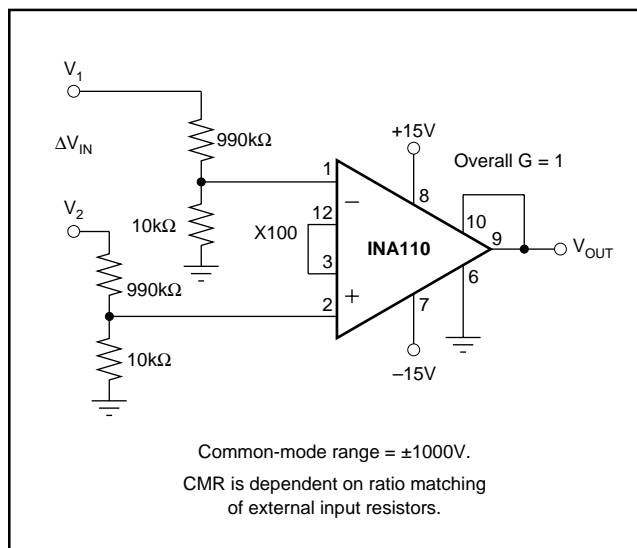 V1
ΔVIN
990kΩ
+15V
Overall G = 1
1
8
V2
10kΩ
12
–
X100
INA110
10
9
VOUT
3
990kΩ
+
6
2
7
10kΩ
–15V
Common-mode range = ±1000V.
CMR is dependent on ratio matching
of external input resistors.